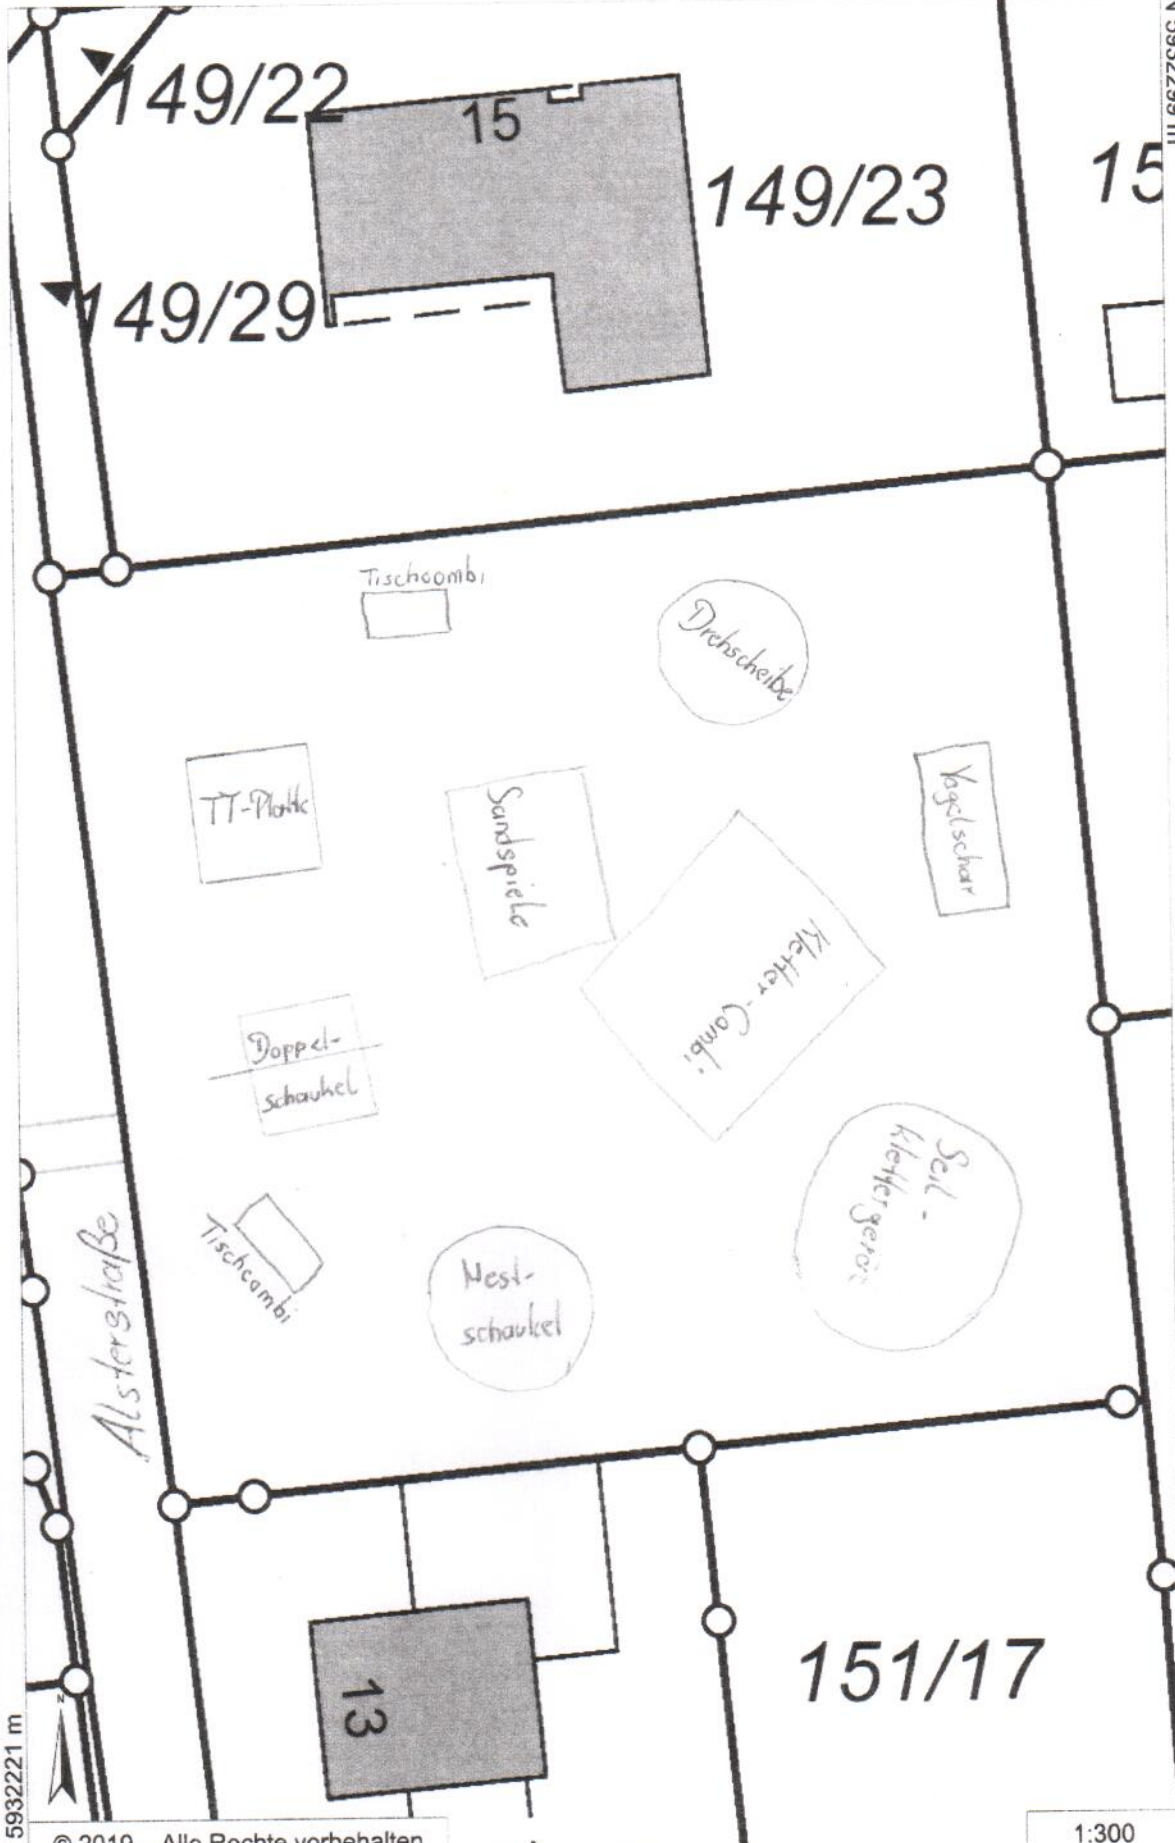 149/22
15
149/23
15
149/29
Tischcombi
Drehscheibe
TT-Platte
Sandspiele
Vogelschar
Kletter-Combi
Doppel-
schaukel
Seil-
klettergerät
Tischcombi
Nest-
schaukel
Alsterstraße
13
151/17
N
5932221 m
© 2019 Alle Rechte vorbehalten
1:300